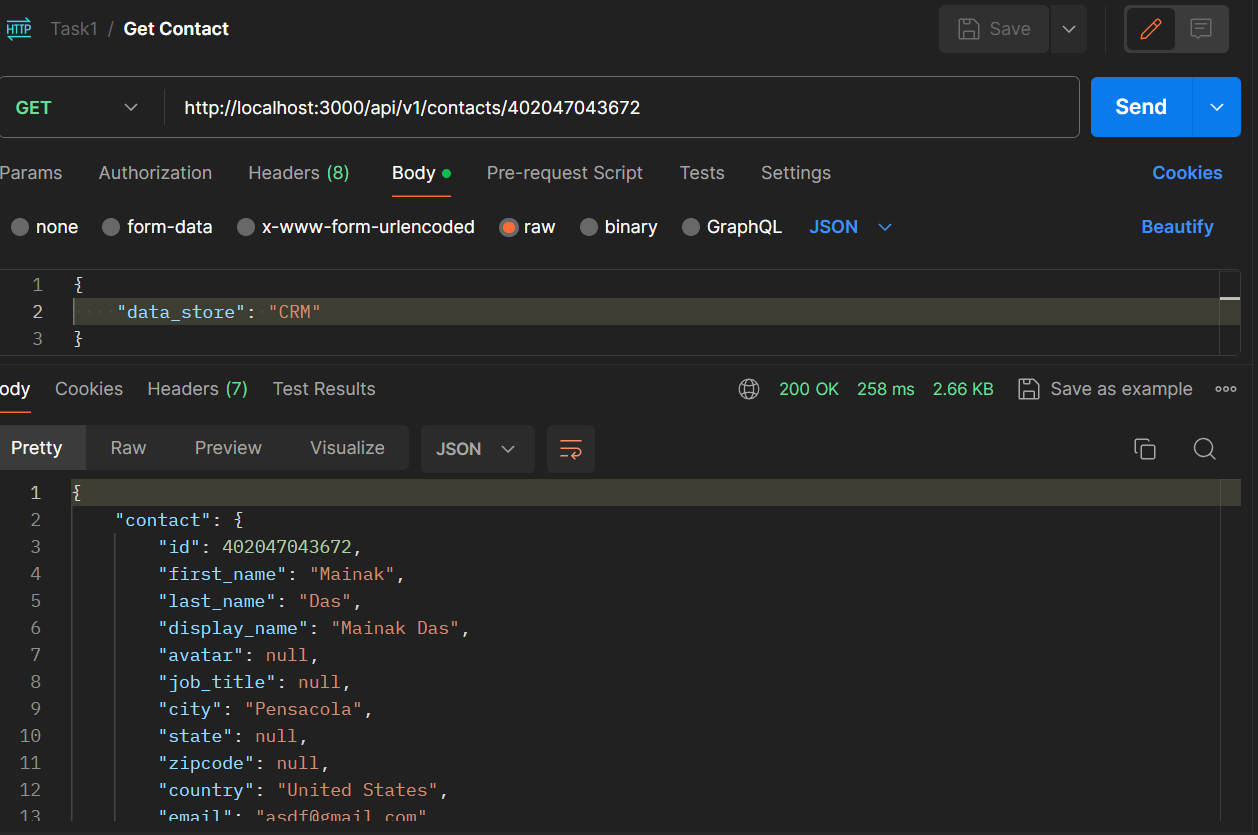 HTTP Task1 / Get Contact Save
GET http://localhost:3000/api/v1/contacts/402047043672 Send
Params Authorization Headers (8) Body Pre-request Script Tests Settings Cookies
none form-data x-www-form-urlencoded raw binary GraphQL JSON Beautify
1 {
2 "data_store": "CRM"
3 }
ody Cookies Headers (7) Test Results 200 OK 258 ms 2.66 KB Save as example
Pretty Raw Preview Visualize JSON
1 {
2 "contact": {
3 "id": 402047043672,
4 "first_name": "Mainak",
5 "last_name": "Das",
6 "display_name": "Mainak Das",
7 "avatar": null,
8 "job_title": null,
9 "city": "Pensacola",
10 "state": null,
11 "zipcode": null,
12 "country": "United States",
13 "email": "asdf@gmail.com"